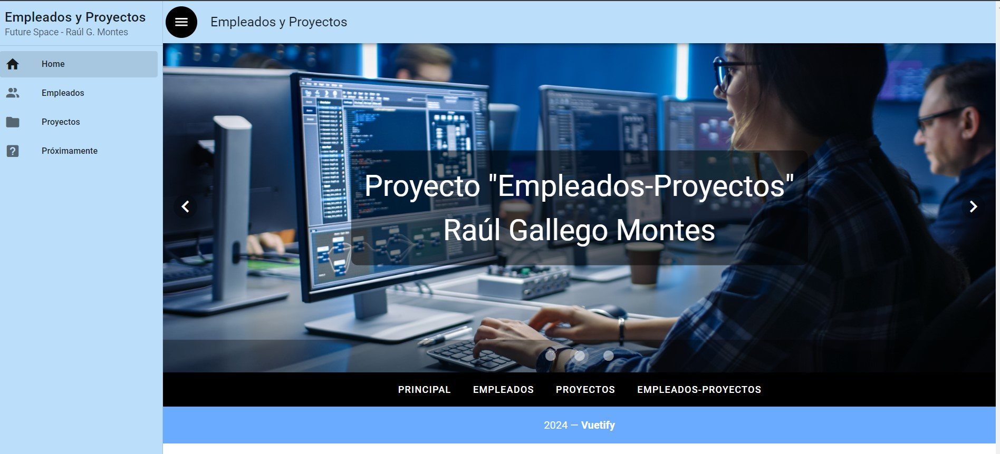 Empleados y Proyectos
Future Space - Raúl G. Montes
Home
Empleados
Proyectos
Próximamente
Empleados y Proyectos
Proyecto "Empleados-Proyectos"
Raúl Gallego Montes
PRINCIPAL EMPLEADOS PROYECTOS EMPLEADOS-PROYECTOS
2024 — Vuetify